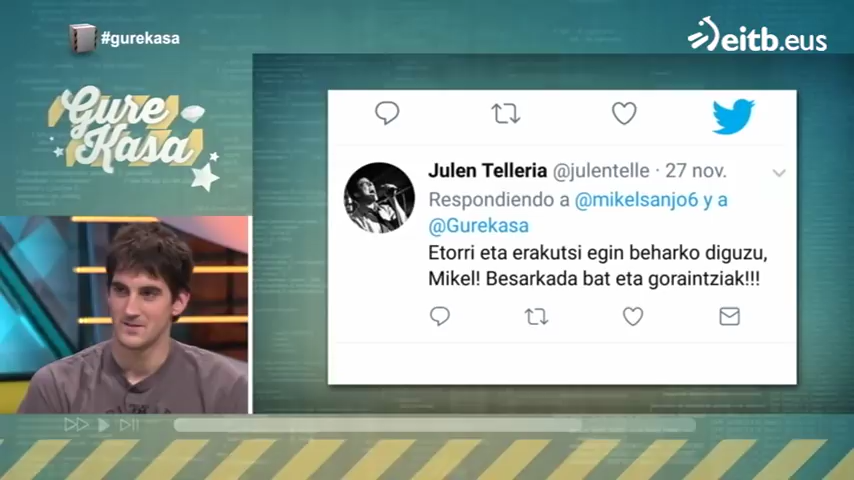 #gurekasa
eitb.eus
Gure
Kasa
Julen Telleria @julentelle · 27 nov.
Respondiendo a @mikelsanjo6 y a
@Gurekasa
Etorri eta erakutsi egin beharko diguzu,
Mikel! Besarkada bat eta goraintziak!!!